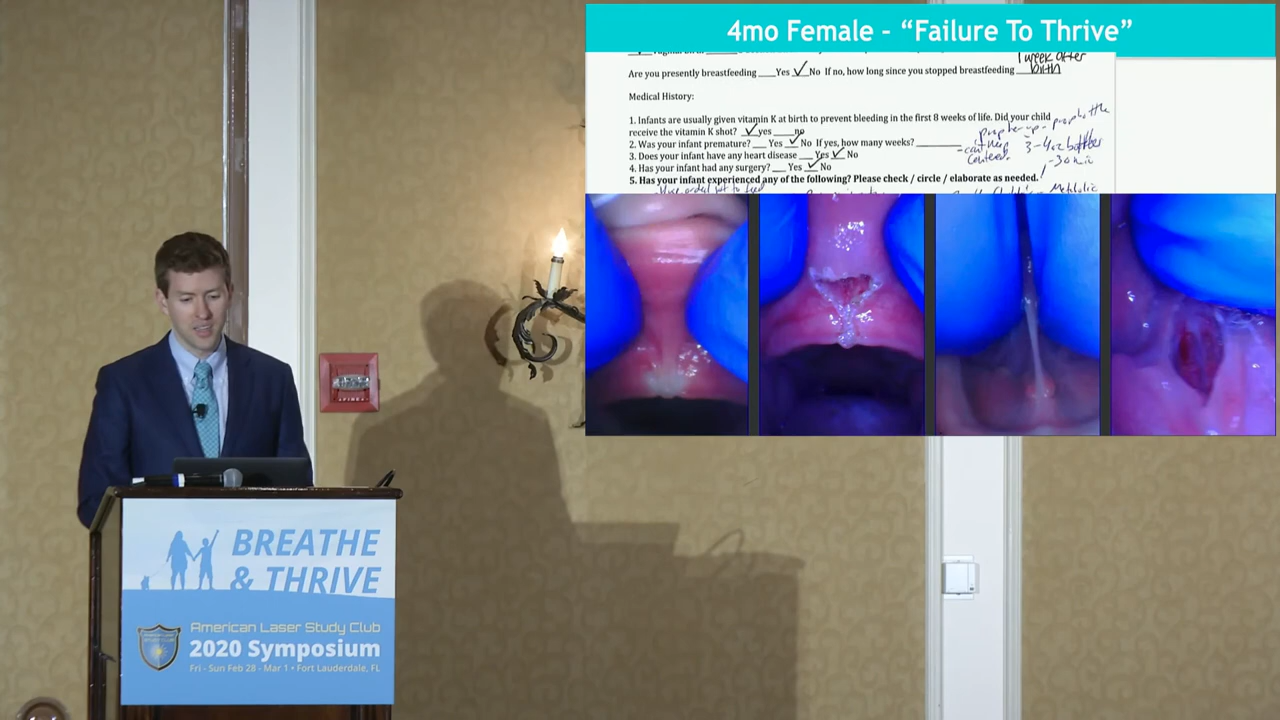 4mo Female - “Failure To Thrive”
1 week after
birth
Are you presently breastfeeding ___Yes ✓No If no, how long since you stopped breastfeeding
Medical History:
1. Infants are usually given vitamin K at birth to prevent bleeding in the first 8 weeks of life. Did your child
receive the vitamin K shot? ✓yes ___no
2. Was your infant premature? ___ Yes ✓ No If yes, how many weeks? ________
3. Does your infant have any heart disease ___ Yes ✓ No
4. Has your infant had any surgery? ___ Yes ✓ No
5. Has your infant experienced any of the following? Please check / circle / elaborate as needed.
3-4oz bottles
Metabolic
FIRE
BREATHE
& THRIVE
American Laser Study Club
2020 Symposium
Fri - Sun Feb 28 - Mar 1 • Fort Lauderdale, FL